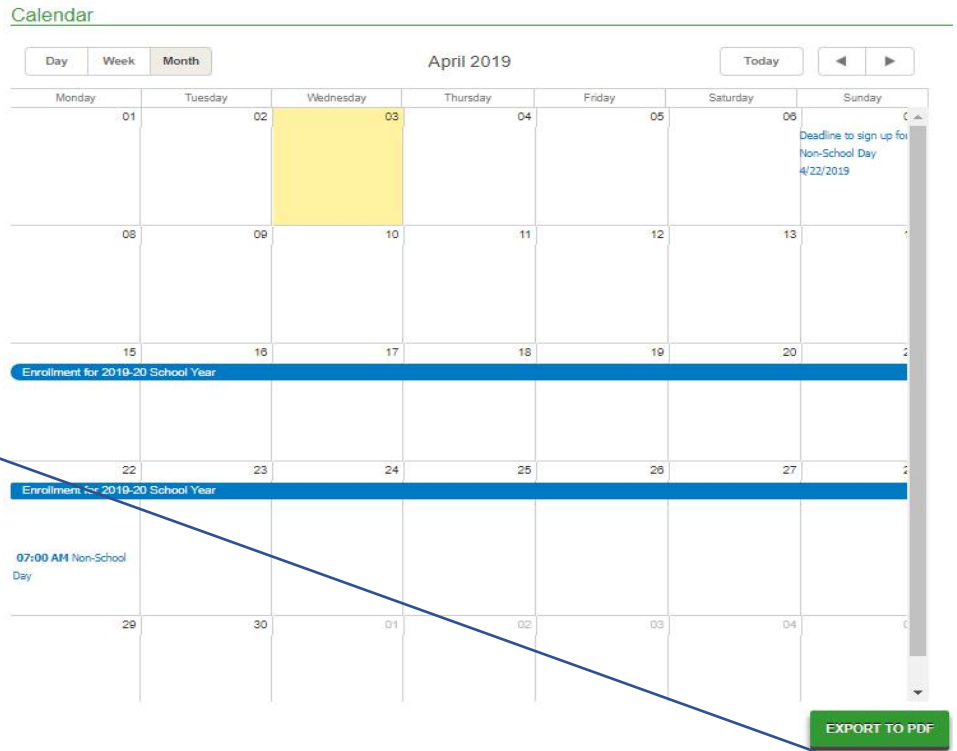 Calendar
Day Week Month April 2019 Today
Monday Tuesday Wednesday Thursday Friday Saturday Sunday
01 02 03 04 05 06
Deadline to sign up for
Non-School Day
4/22/2019
08 09 10 11 12 13
15 16 17 18 19 20
Enrollment for 2019-20 School Year
22 23 24 25 26 27
Enrollment for 2019-20 School Year
07:00 AM Non-School
Day
29 30 01 02 03 04
EXPORT TO PDF